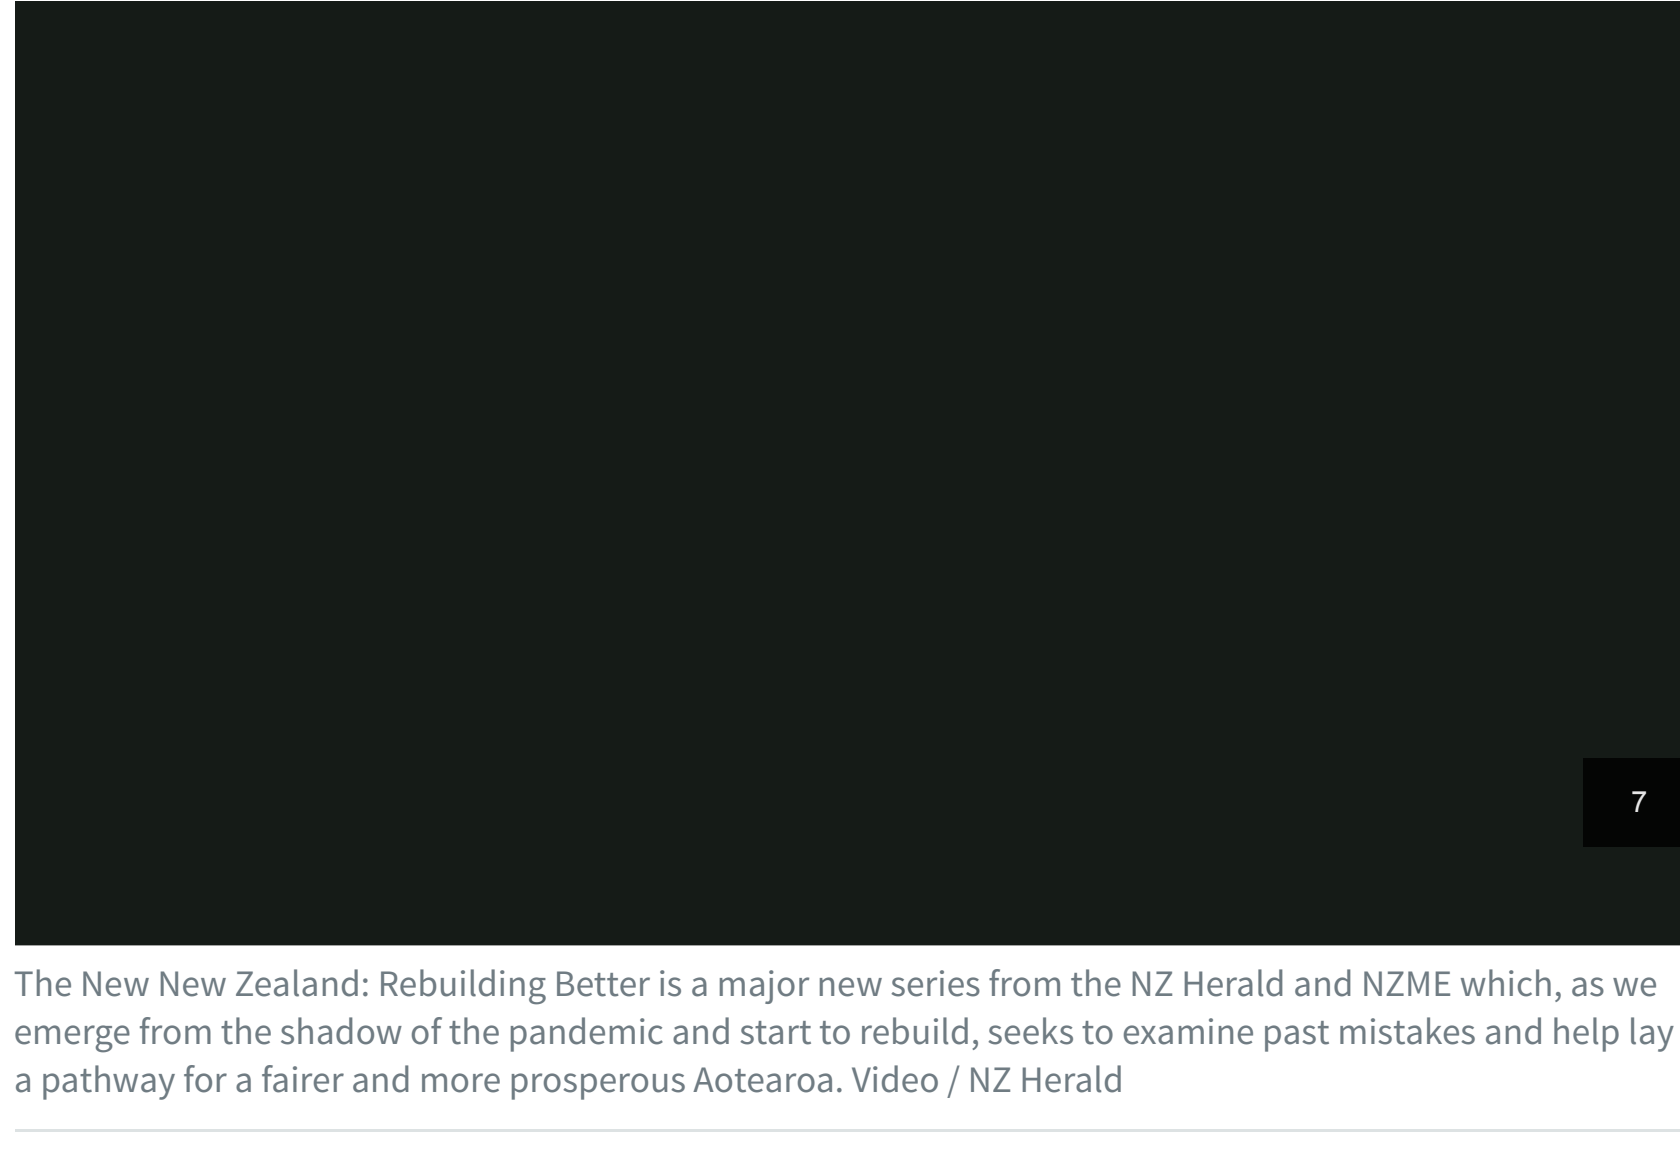 7
The New New Zealand: Rebuilding Better is a major new series from the NZ Herald and NZME which, as we
emerge from the shadow of the pandemic and start to rebuild, seeks to examine past mistakes and help lay
a pathway for a fairer and more prosperous Aotearoa. Video / NZ Herald